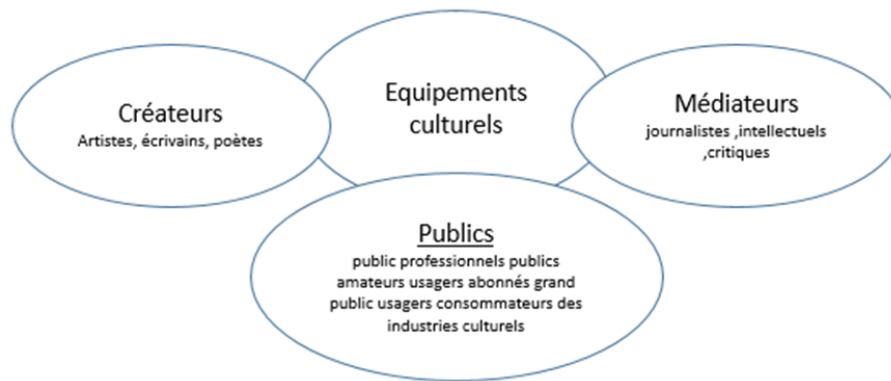 Créateurs
Artistes, écrivains, poètes
Equipements
culturels
Médiateurs
journalistes ,intellectuels
,critiques
Publics
public professionnels publics
amateurs usagers abonnés grand
public usagers consommateurs des
industries culturels